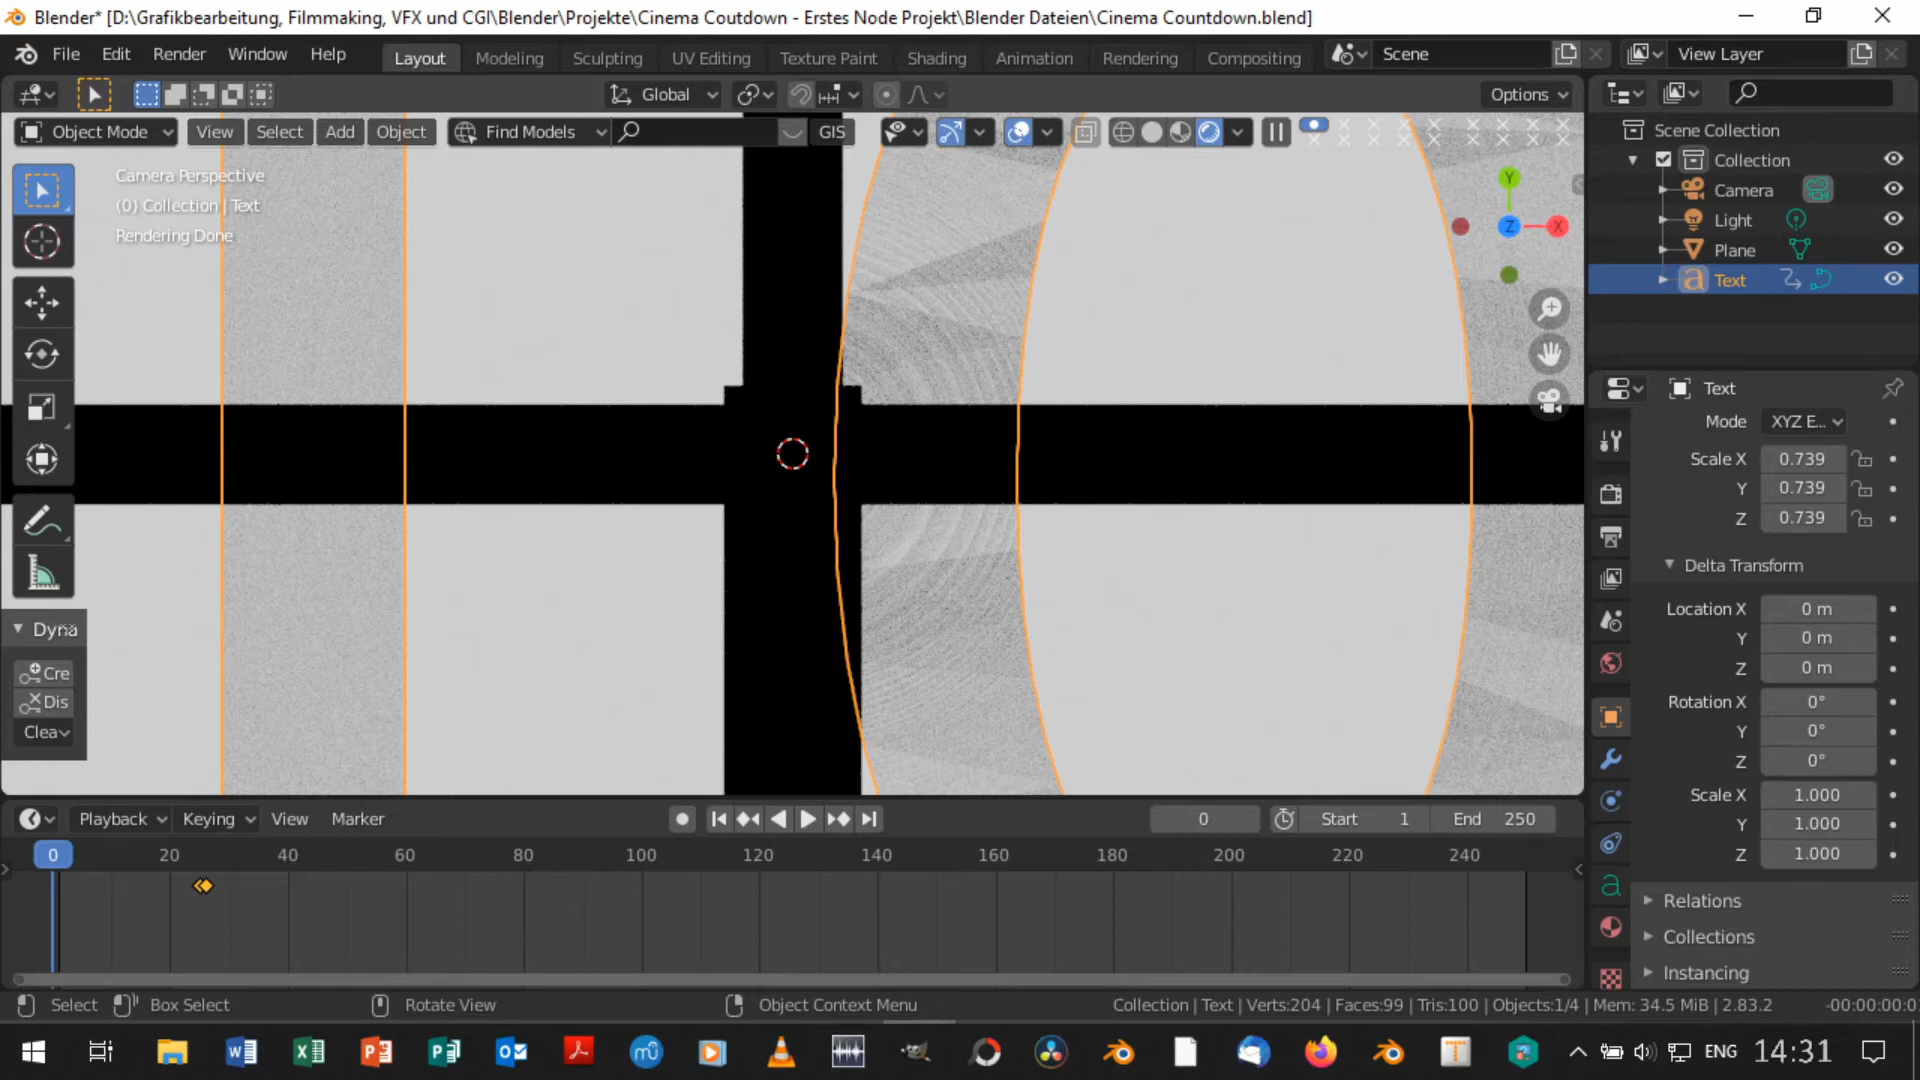 Blender* [D:\Grafikbearbeitung, Filmmaking, VFX und CGI\Blender\Projekte\Cinema Coutdown - Erstes Node Projekt\Blender Dateien\Cinema Countdown.blend]
File Edit Render Window Help Layout Modeling Sculpting UV Editing Texture Paint Shading Animation Rendering Compositing Scene View Layer
Global Options
Object Mode View Select Add Object Find Models GIS
Camera Perspective
(0) Collection | Text
Rendering Done
Y
Z X
Scene Collection
Collection
Camera
Light
Plane
a Text
Text
Mode XYZ E...
Scale X 0.739
Y 0.739
Z 0.739
Delta Transform
Location X 0 m
Y 0 m
Z 0 m
Rotation X 0°
Y 0°
Z 0°
Scale X 1.000
Y 1.000
Z 1.000
Relations
Collections
Instancing
Dyna
Cre
Dis
Clea
Playback Keying View Marker 0 Start 1 End 250
0 20 40 60 80 100 120 140 160 180 200 220 240
Select Box Select Rotate View Object Context Menu Collection | Text | Verts:204 | Faces:99 | Tris:100 | Objects:1/4 | Mem: 34.5 MiB | 2.83.2 -00:00:00:0
ENG 14:31